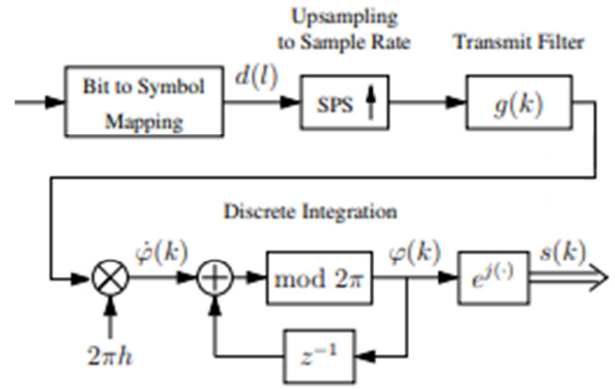 Upsampling
to Sample Rate
Transmit Filter
Bit to Symbol
Mapping
d(l)
SPS
g(k)
Discrete Integration
φ̇(k)
mod 2π
φ(k)
e^{j(·)}
s(k)
2πh
z^{-1}